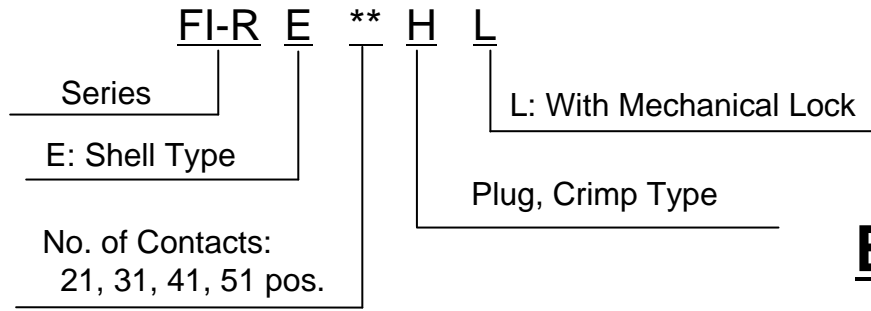 FI-R E ** H L
Series
L: With Mechanical Lock
E: Shell Type
Plug, Crimp Type
No. of Contacts:
21, 31, 41, 51 pos.